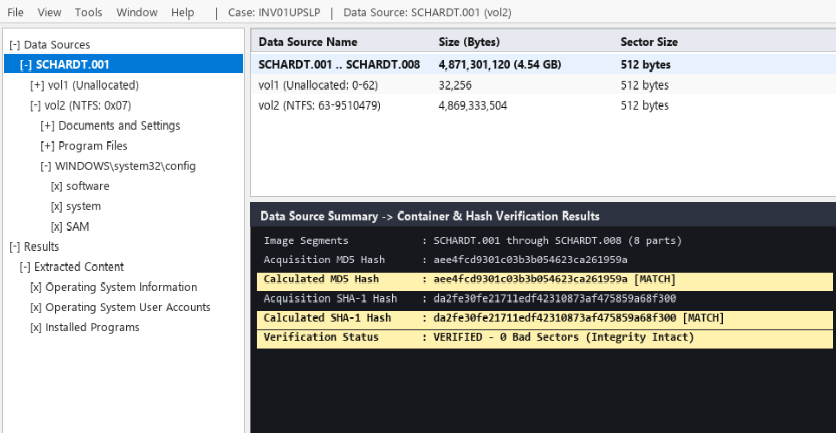 File View Tools Window Help | Case: INV01UPSLP | Data Source: SCHARDT.001 (vol2)
[-] Data Sources
[-] SCHARDT.001
[+] vol1 (Unallocated)
[-] vol2 (NTFS: 0x07)
[+] Documents and Settings
[+] Program Files
[-] WINDOWS\system32\config
[x] software
[x] system
[x] SAM
[-] Results
[-] Extracted Content
[x] Operating System Information
[x] Operating System User Accounts
[x] Installed Programs
Data Source Name Size (Bytes) Sector Size
SCHARDT.001 .. SCHARDT.008 4,871,301,120 (4.54 GB) 512 bytes
vol1 (Unallocated: 0-62) 32,256 512 bytes
vol2 (NTFS: 63-9510479) 4,869,333,504 512 bytes
Data Source Summary -> Container & Hash Verification Results
Image Segments : SCHARDT.001 through SCHARDT.008 (8 parts)
Acquisition MD5 Hash : aee4fcd9301c03b3b054623ca261959a
Calculated MD5 Hash : aee4fcd9301c03b3b054623ca261959a [MATCH]
Acquisition SHA-1 Hash : da2fe30fe21711edf42310873af475859a68f300
Calculated SHA-1 Hash : da2fe30fe21711edf42310873af475859a68f300 [MATCH]
Verification Status : VERIFIED - 0 Bad Sectors (Integrity Intact)